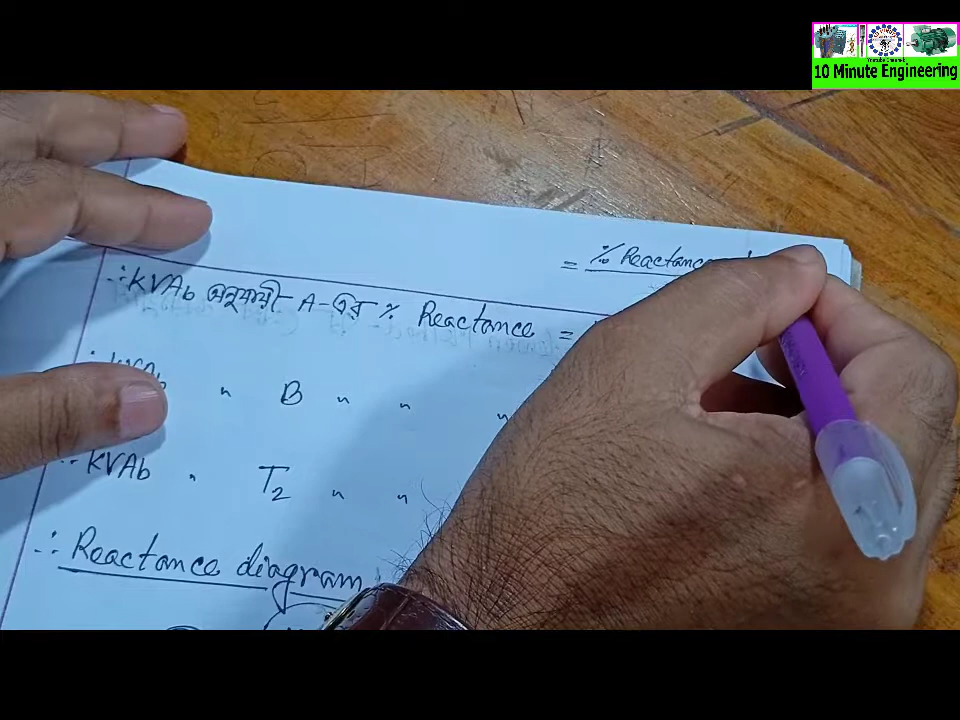 10 Minute Engineering
= % Reactance
∴ KVAb অনুযায়ী A-এর % Reactance =
∴ KVAb " B " " "
∴ KVAb " T2 " "
∴ Reactance diagram